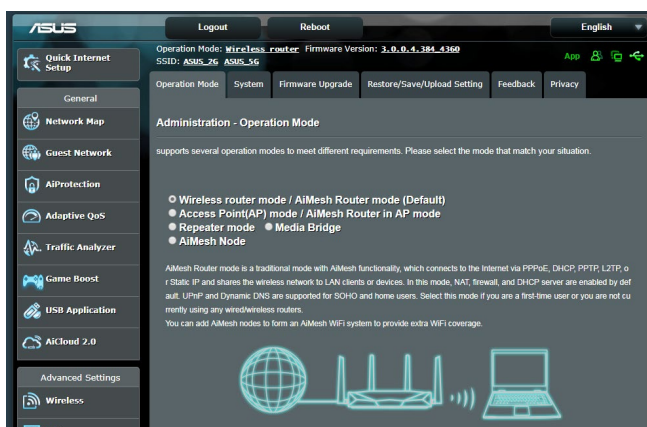 ASUS
Logout
Reboot
English
Operation Mode: Wireless router Firmware Version: 3.0.0.4.384_4360
SSID: ASUS_2G ASUS_5G
App
Quick Internet
Setup
General
Network Map
Guest Network
AiProtection
Adaptive QoS
Traffic Analyzer
Game Boost
USB Application
AiCloud 2.0
Advanced Settings
Wireless
Operation Mode
System
Firmware Upgrade
Restore/Save/Upload Setting
Feedback
Privacy
Administration - Operation Mode
supports several operation modes to meet different requirements. Please select the mode that match your situation.
Wireless router mode / AiMesh Router mode (Default)
Access Point(AP) mode / AiMesh Router in AP mode
Repeater mode Media Bridge
AiMesh Node
AiMesh Router mode is a traditional mode with AiMesh functionality, which connects to the Internet via PPPoE, DHCP, PPTP, L2TP, o
r Static IP and shares the wireless network to LAN clients or devices. In this mode, NAT, firewall, and DHCP server are enabled by def
ault. UPnP and Dynamic DNS are supported for SOHO and home users. Select this mode if you are a first-time user or you are not cu
rrently using any wired/wireless routers.
You can add AiMesh nodes to form an AiMesh WiFi system to provide extra WiFi coverage.